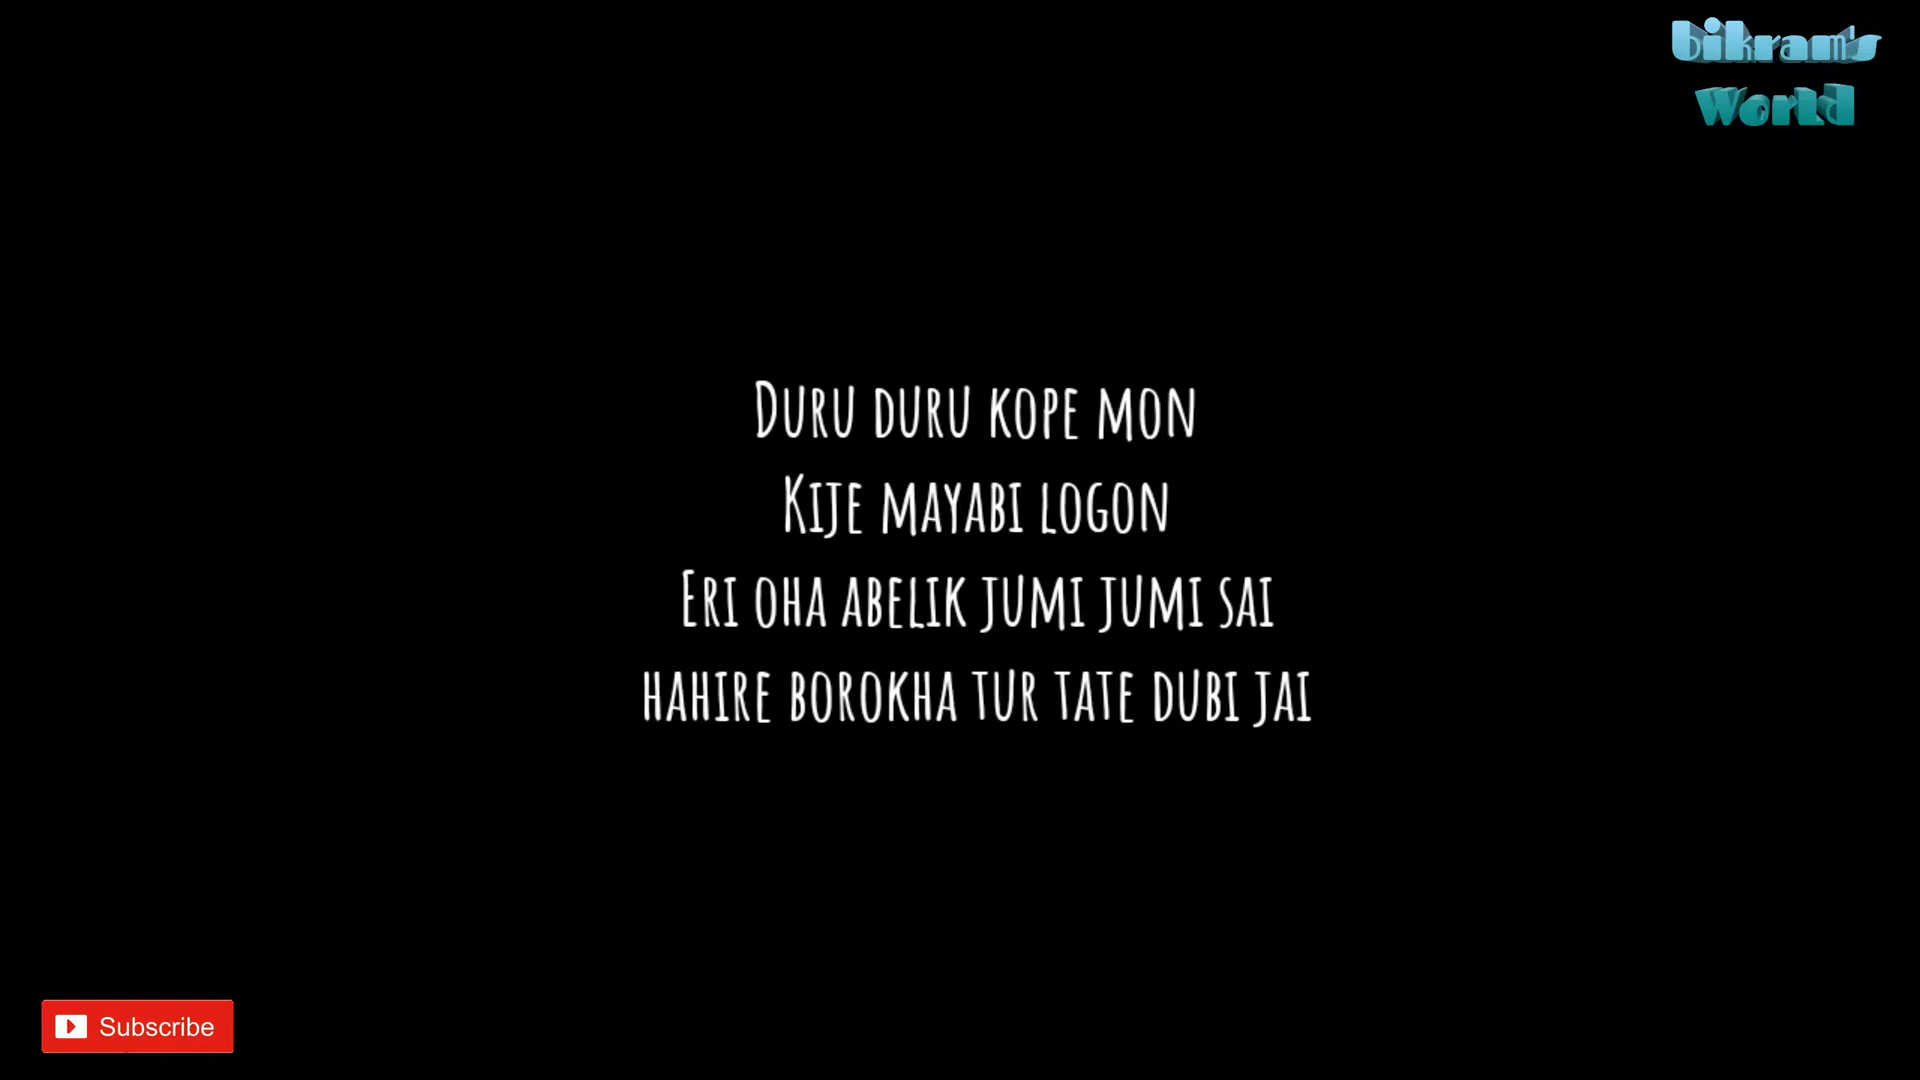 bikram's
World
Duru duru kope mon
Kije mayabi logon
Eri oha abelik jumi jumi sai
hahire borokha tur tate dubi jai
Subscribe